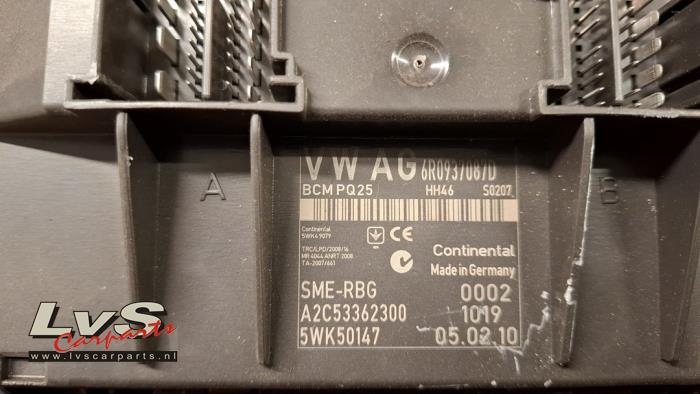 VW AG 6R0937087D
BCM PQ25 HH46 S0207
A
B
Continental
5WK4 9079
CE
TRC/LPD/2008/16
MR 4044 ANRT 2008
TA-2007/661
Continental
Made in Germany
SME-RBG 0002
A2C53362300 1019
5WK50147 05.02.10
LvS
Carparts
www.lvscarparts.nl